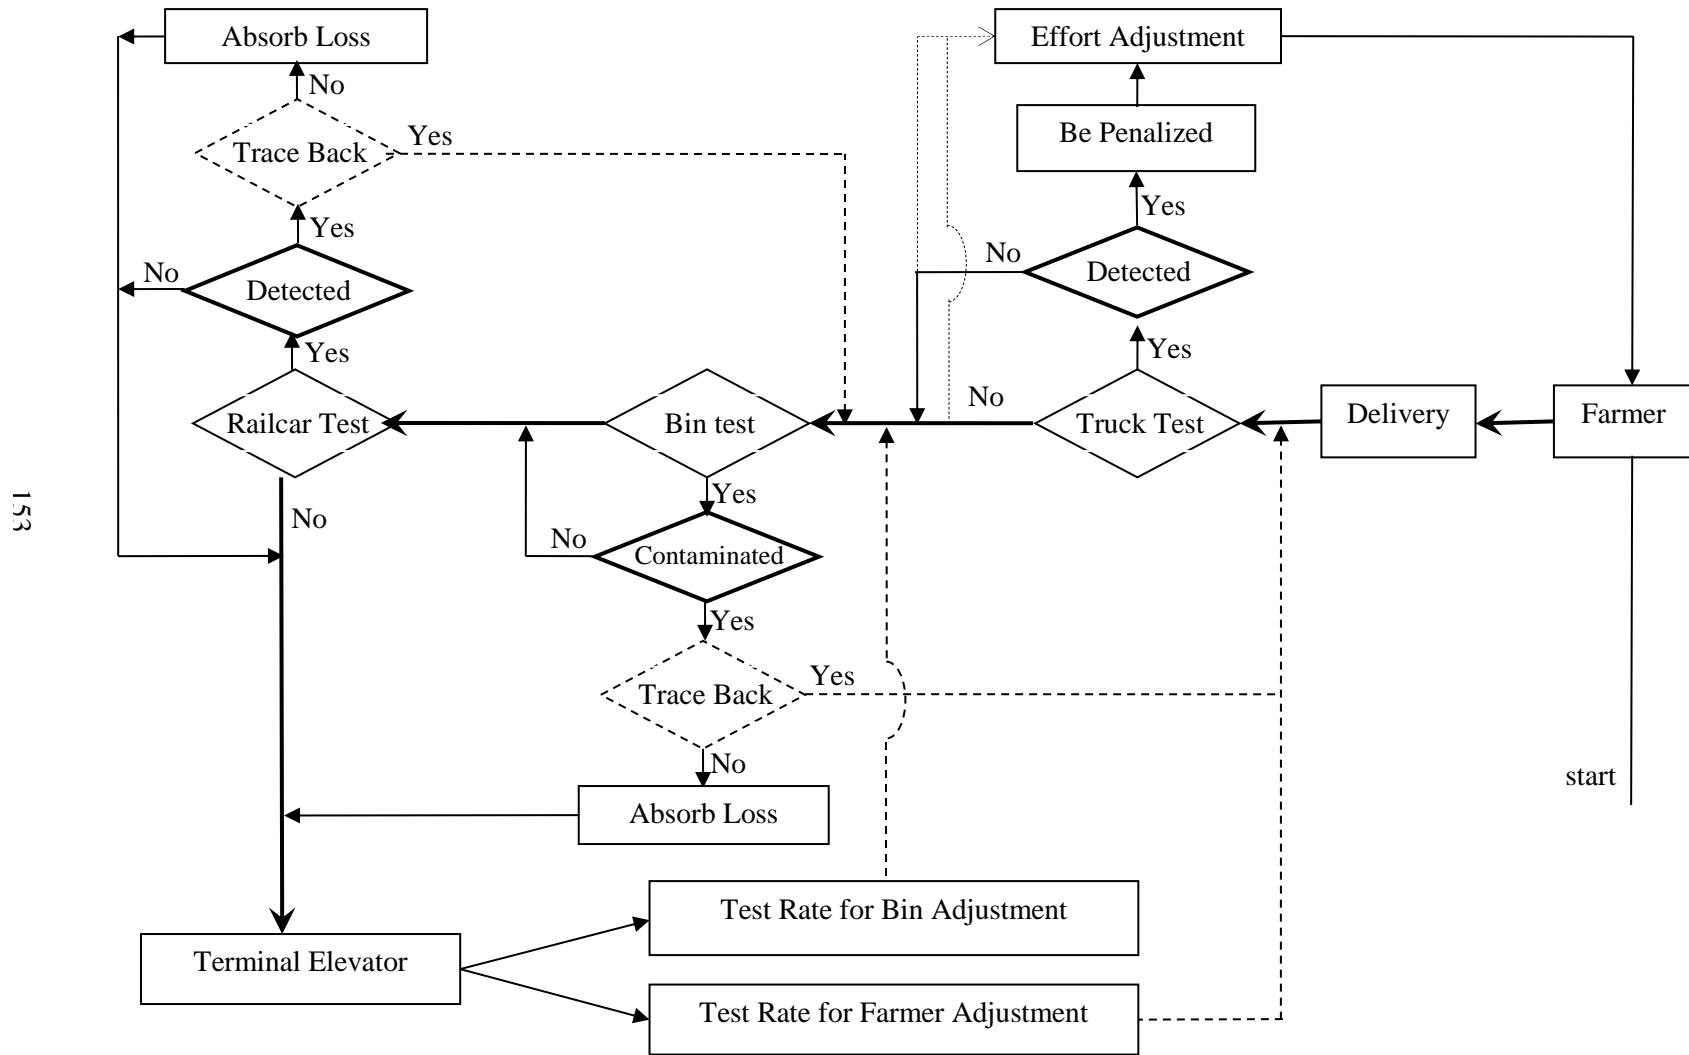 Absorb Loss
Effort Adjustment
No
Be Penalized
Yes
Trace Back
Yes
Yes
No
Detected
No
Detected
Yes
Yes
No
Railcar Test
Bin test
Truck Test
Delivery
Farmer
Yes
No
No
Contaminated
153
Yes
Trace Back
Yes
No
start
Absorb Loss
Test Rate for Bin Adjustment
Terminal Elevator
Test Rate for Farmer Adjustment